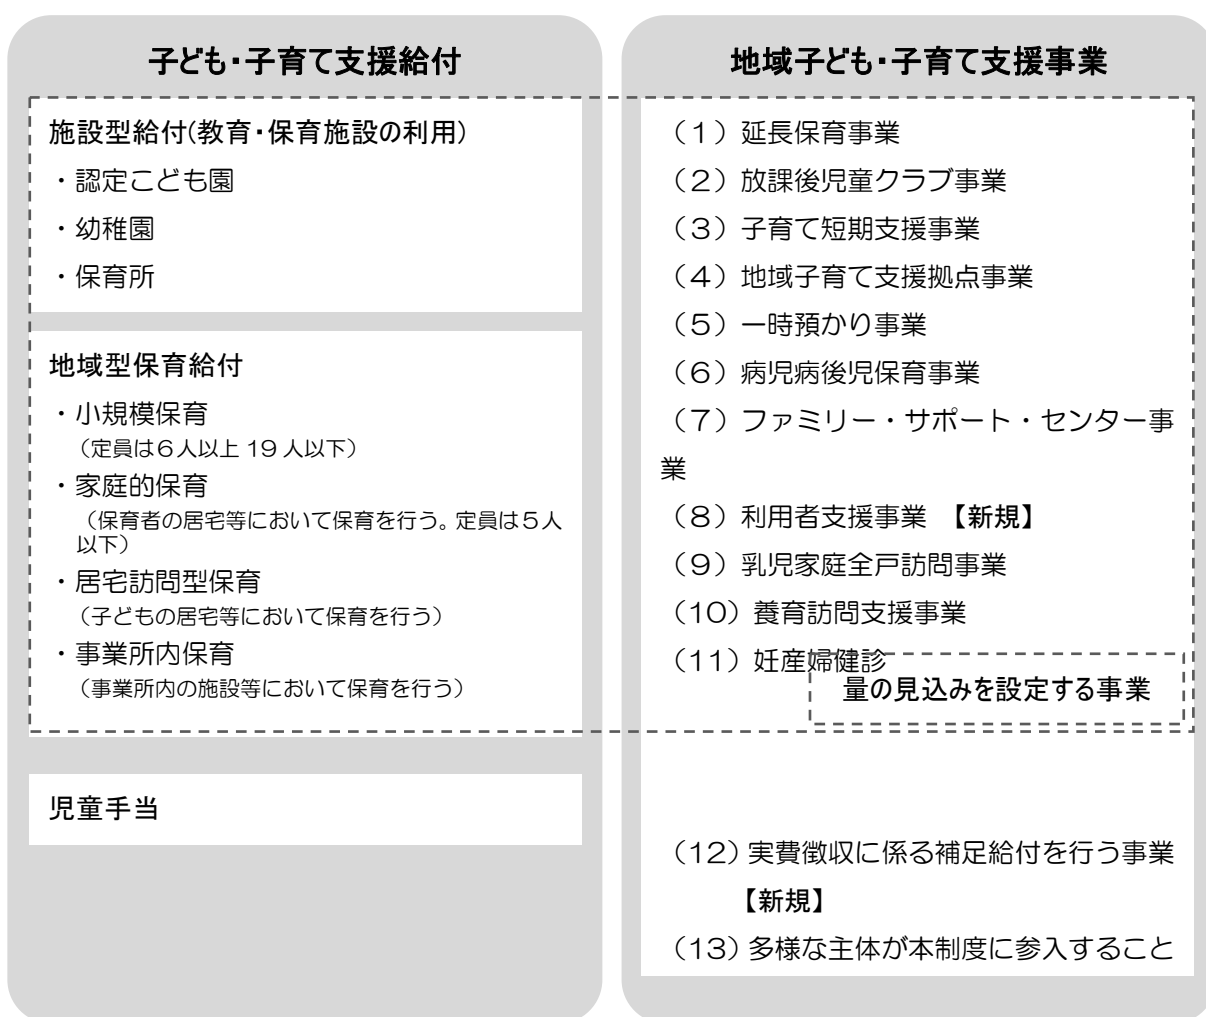 子ども・子育て支援給付
施設型給付(教育・保育施設の利用)
・認定こども園
・幼稚園
・保育所
地域型保育給付
・小規模保育
（定員は６人以上 19 人以下）
・家庭的保育
（保育者の居宅等において保育を行う。定員は５人
以下）
・居宅訪問型保育
（子どもの居宅等において保育を行う）
・事業所内保育
（事業所内の施設等において保育を行う）
児童手当
地域子ども・子育て支援事業
（１）延長保育事業
（２）放課後児童クラブ事業
（３）子育て短期支援事業
（４）地域子育て支援拠点事業
（５）一時預かり事業
（６）病児病後児保育事業
（７）ファミリー・サポート・センター事
業
（８）利用者支援事業 【新規】
（９）乳児家庭全戸訪問事業
（10）養育訪問支援事業
（11）妊産婦健診
量の見込みを設定する事業
（12）実費徴収に係る補足給付を行う事業
【新規】
（13）多様な主体が本制度に参入すること